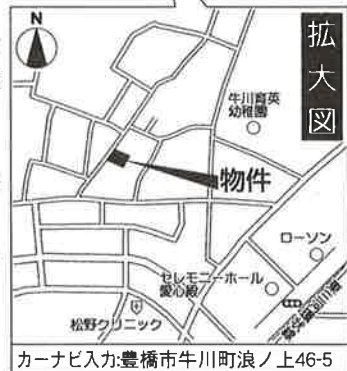 N
拡大図
牛川育英
幼稚園
物件
ローソン
セレモニーホール
愛心殿
松野クリニック
カーナビ入力:豊橋市牛川町浪ノ上46-5